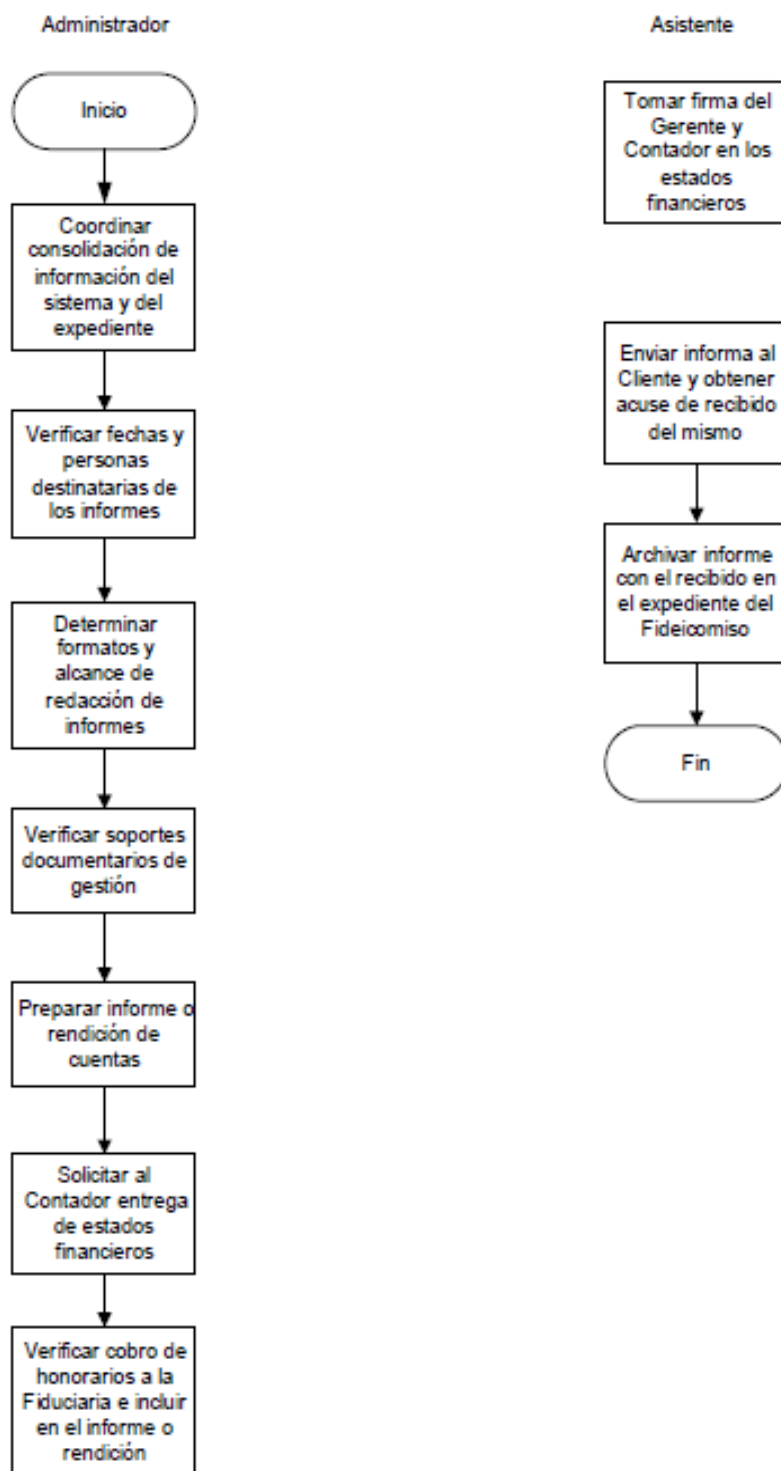 Administrador
Inicio
Coordinar
consolidación de
información del
sistema y del
expediente
Verificar fechas y
personas
destinatarias de
los informes
Determinar
formatos y
alcance de
redacción de
informes
Verificar soportes
documentarios de
gestión
Preparar informe o
rendición de
cuentas
Solicitar al
Contador entrega
de estados
financieros
Verificar cobro de
honorarios a la
Fiduciaria e incluir
en el informe o
rendición
Asistente
Tomar firma del
Gerente y
Contador en los
estados
financieros
Enviar informa al
Cliente y obtener
acuse de recibido
del mismo
Archivar informe
con el recibido en
el expediente del
Fideicomiso
Fin